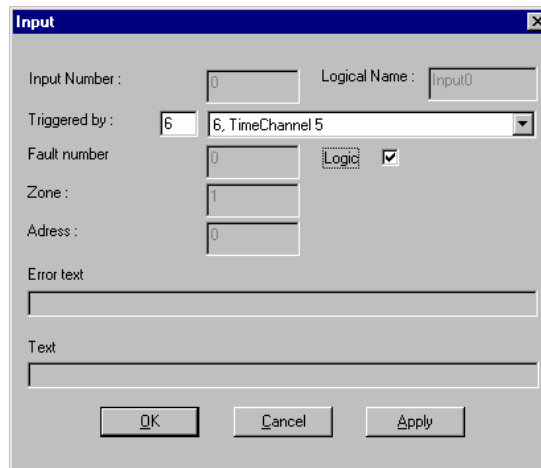 Input
Input Number : 0 Logical Name : Input0
Triggered by : 6 6, TimeChannel 5
Fault number 0 Logic
Zone : 1
Adress : 0
Error text
Text
OK Cancel Apply